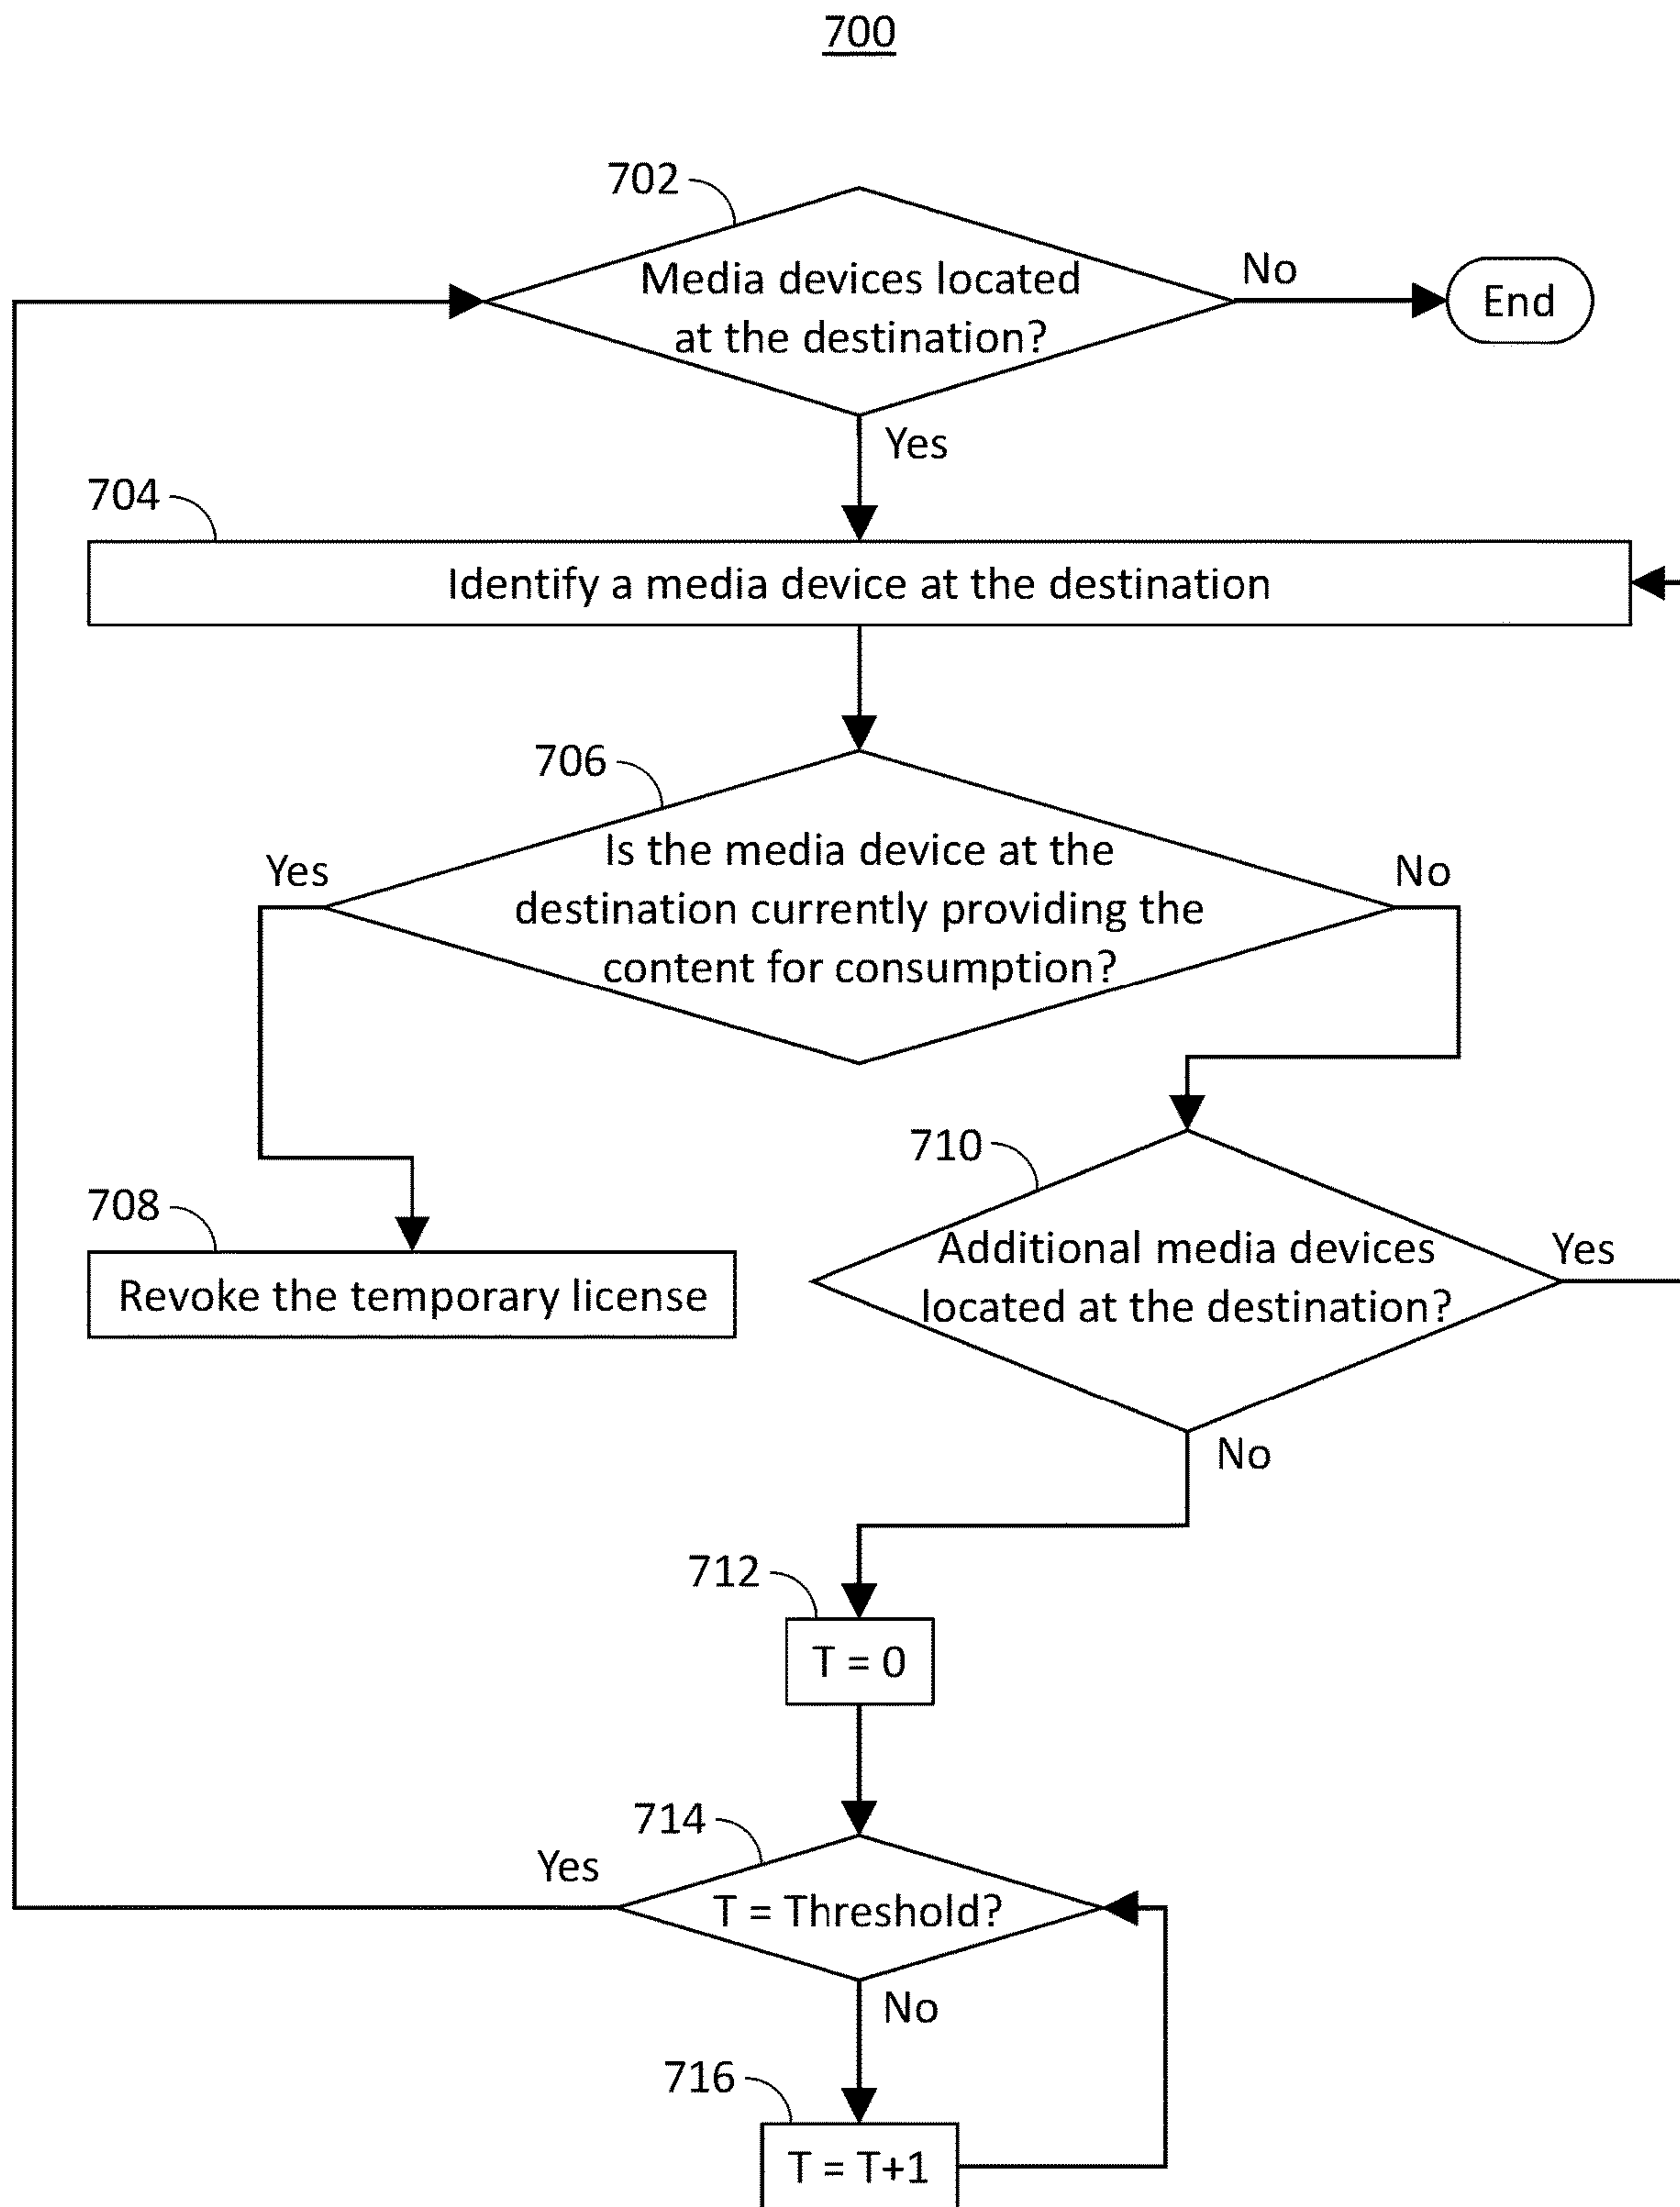 700
702
Media devices located
at the destination?
No
End
Yes
704
Identify a media device at the destination
706
Is the media device at the
destination currently providing the
content for consumption?
Yes
No
710
708
Revoke the temporary license
Additional media devices
located at the destination?
Yes
No
712
T = 0
714
Yes
T = Threshold?
No
716
T = T+1